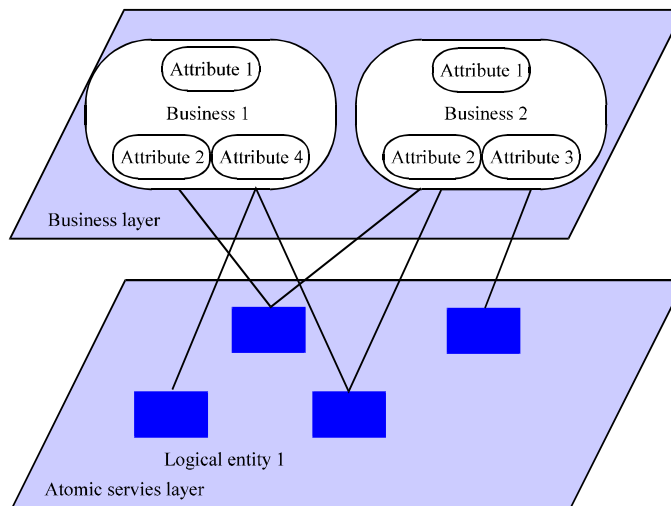 Attribute 1
Attribute 1
Business 1
Business 2
Attribute 2
Attribute 4
Attribute 2
Attribute 3
Business layer
Logical entity 1
Atomic servies layer